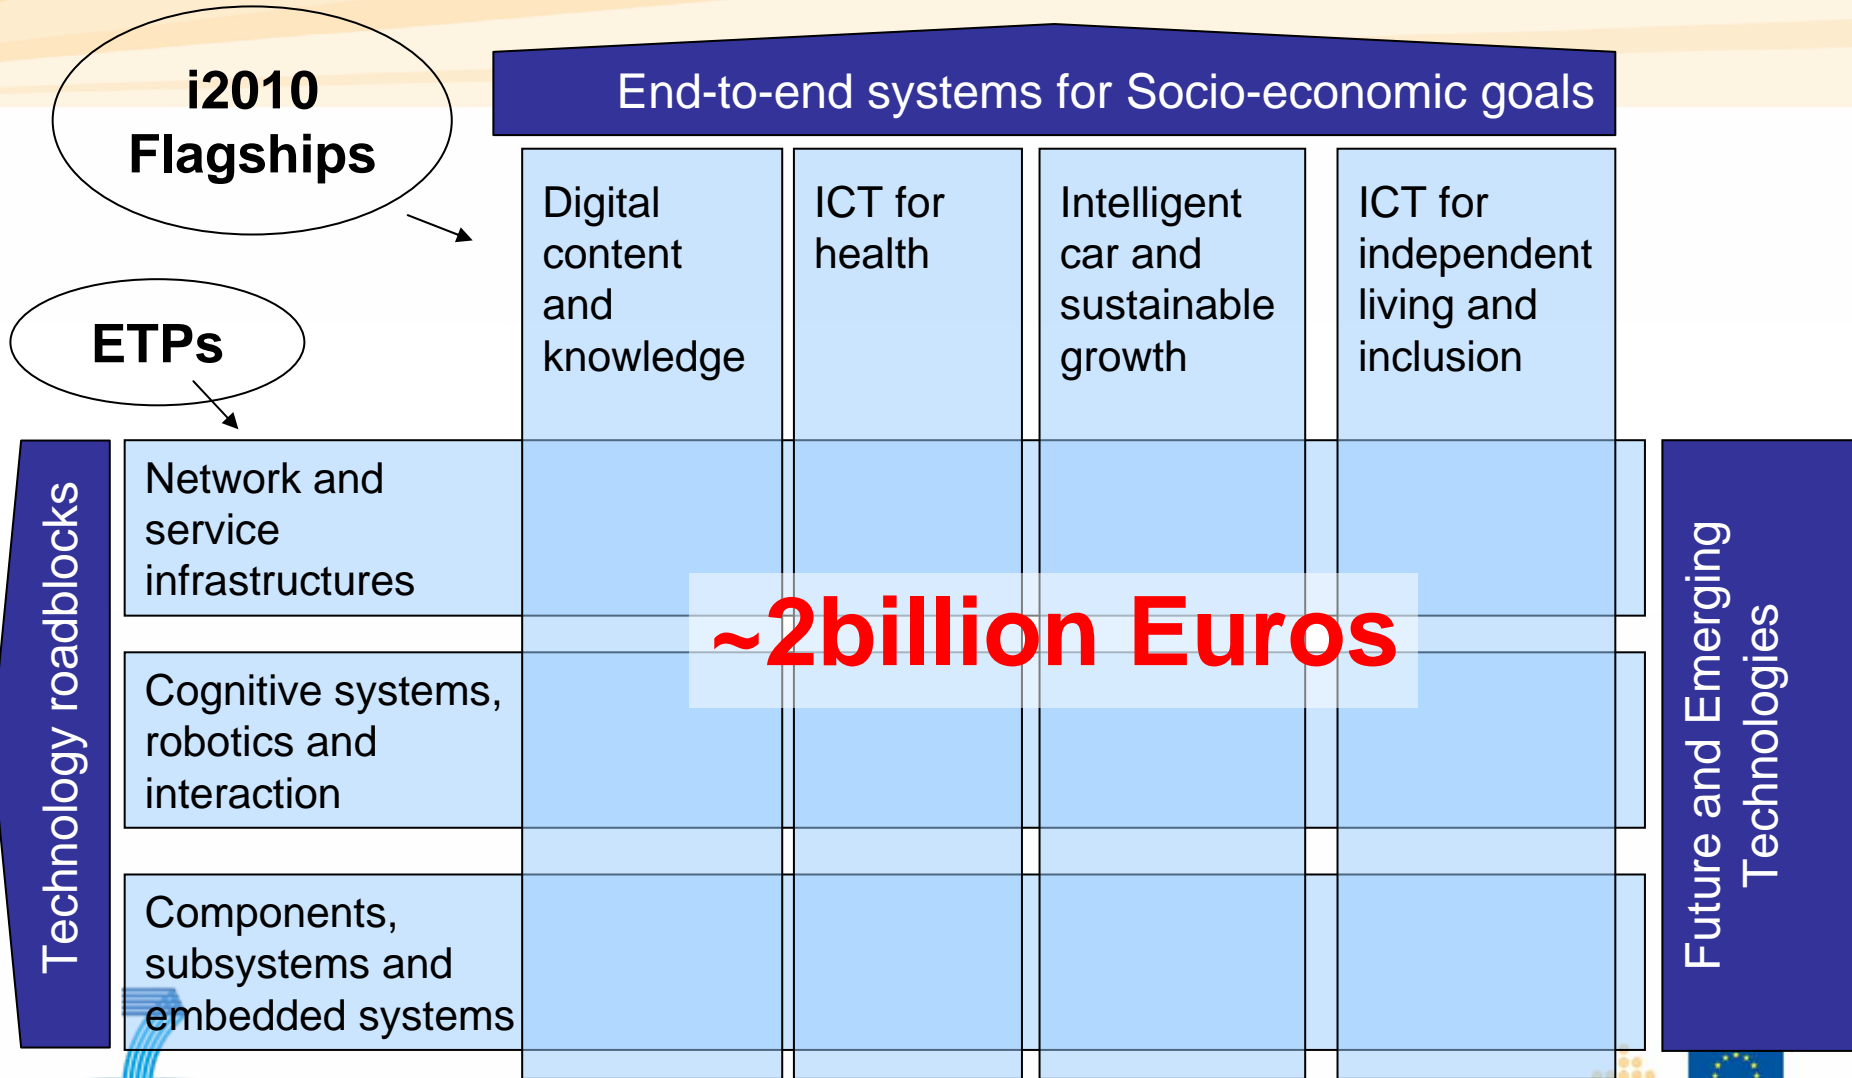 i2010
Flagships
End-to-end systems for Socio-economic goals
Digital
content
and
knowledge
ICT for
health
Intelligent
car and
sustainable
growth
ICT for
independent
living and
inclusion
ETPs
Technology roadblocks
Network and
service
infrastructures
~2billion Euros
Cognitive systems,
robotics and
interaction
Components,
subsystems and
embedded systems
Future and Emerging
Technologies